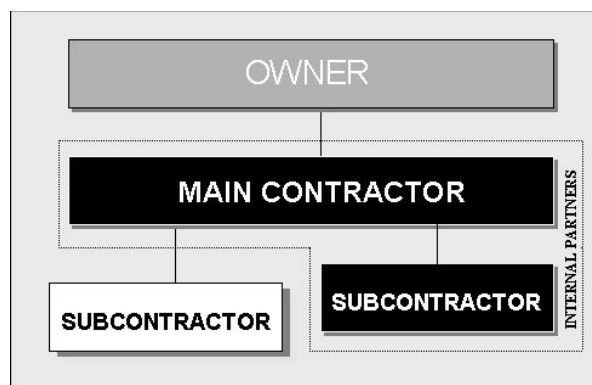 OWNER
MAIN CONTRACTOR
INTERNAL PARTNERS
SUBCONTRACTOR
SUBCONTRACTOR